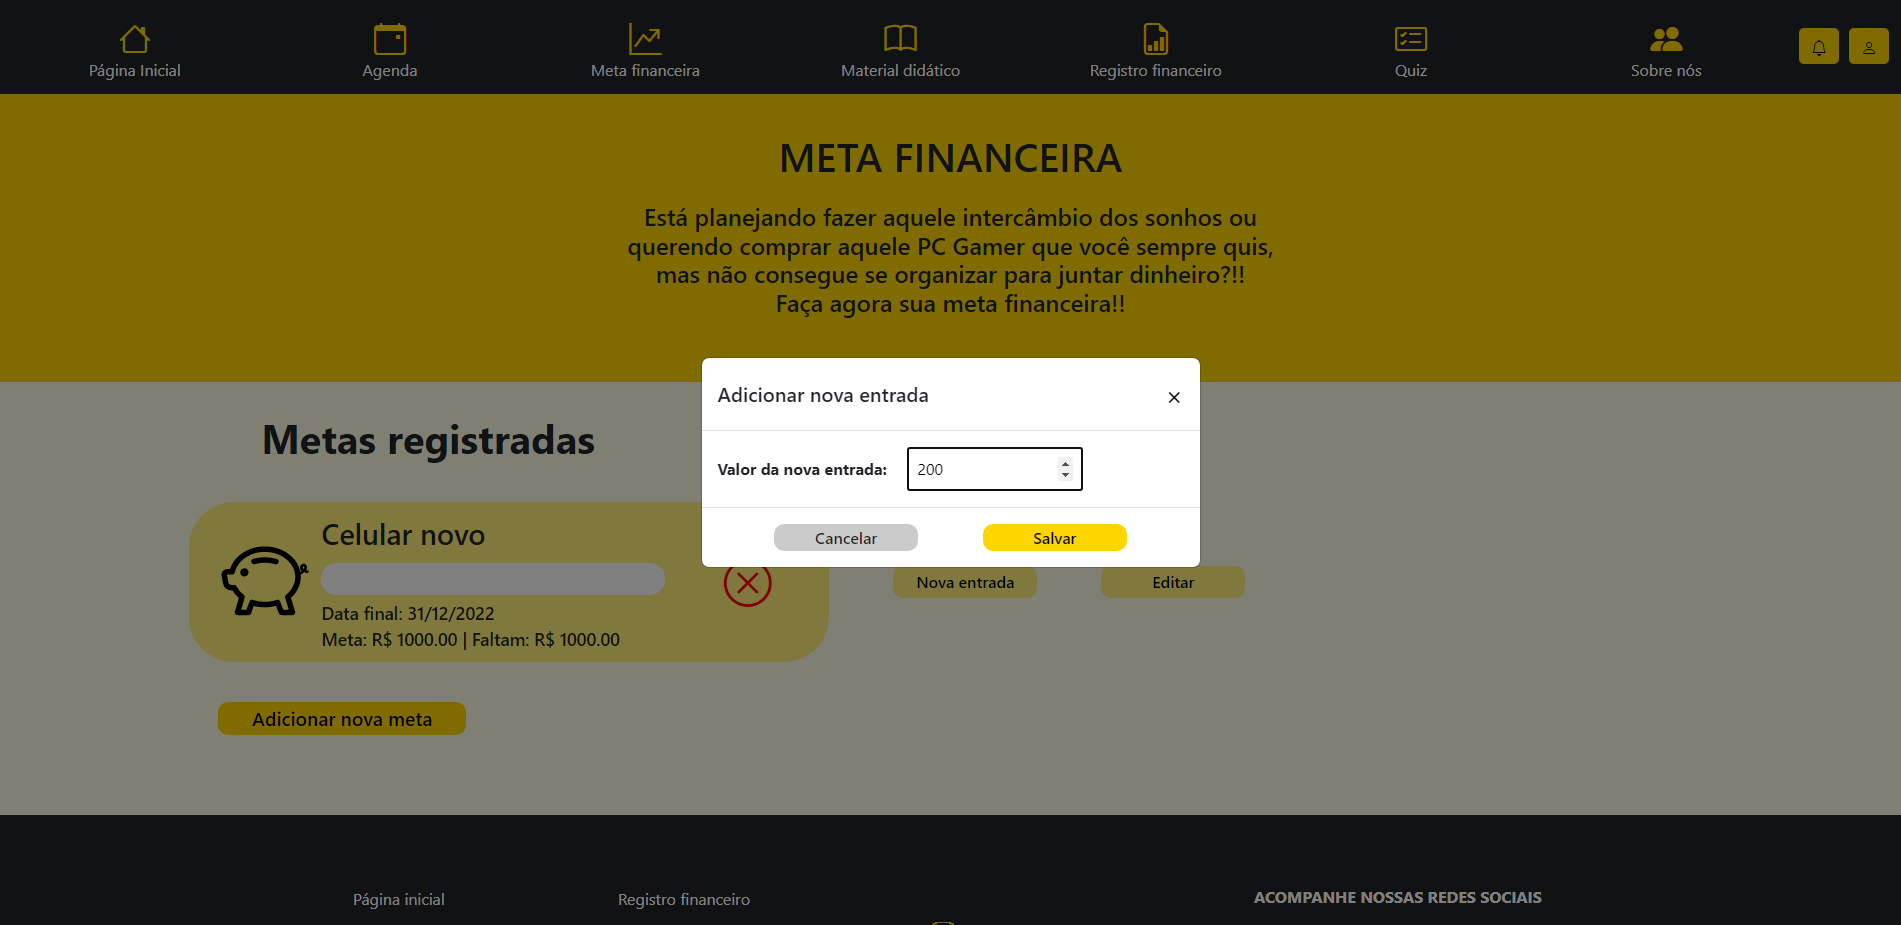 Página Inicial
Agenda
Meta financeira
Material didático
Registro financeiro
Quiz
Sobre nós
META FINANCEIRA
Está planejando fazer aquele intercâmbio dos sonhos ou
querendo comprar aquele PC Gamer que você sempre quis,
mas não consegue se organizar para juntar dinheiro?!!
Faça agora sua meta financeira!!
Adicionar nova entrada
Valor da nova entrada: 200
Cancelar
Salvar
Metas registradas
Celular novo
Data final: 31/12/2022
Meta: R$ 1000.00 | Faltam: R$ 1000.00
Nova entrada
Editar
Adicionar nova meta
Página inicial
Registro financeiro
ACOMPANHE NOSSAS REDES SOCIAIS